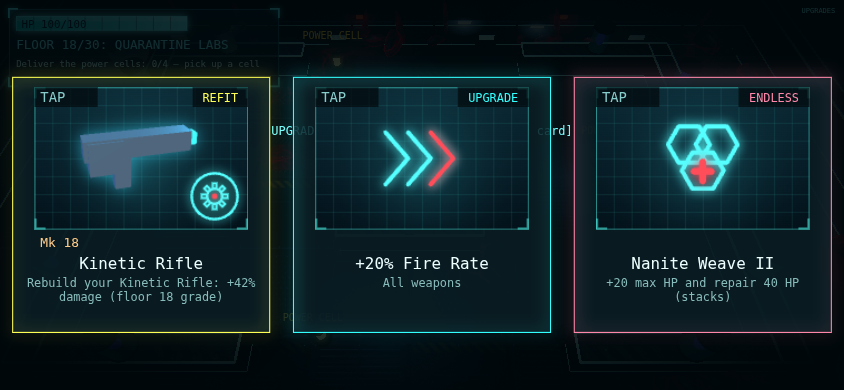 HP 100/100
FLOOR 18/30: QUARANTINE LABS
Deliver the power cells: 0/4 — pick up a cell
POWER CELL
UPGRADES
TAP
REFIT
Mk 18
Kinetic Rifle
Rebuild your Kinetic Rifle: +42%
damage (floor 18 grade)
TAP
UPGRADE
+20% Fire Rate
All weapons
TAP
ENDLESS
Nanite Weave II
+20 max HP and repair 40 HP
(stacks)
UPGRAD
card]